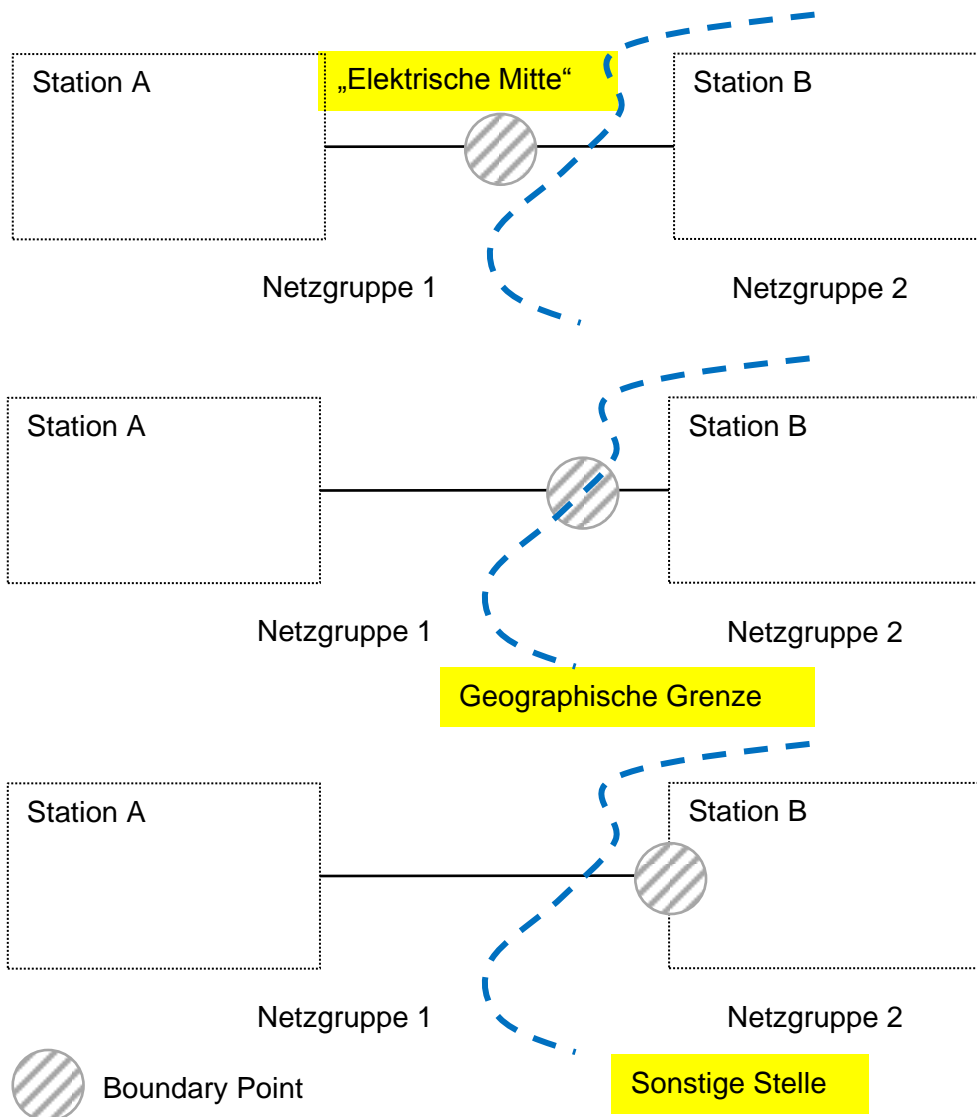 Station A
„Elektrische Mitte“
Station B
Netzgruppe 1
Netzgruppe 2
Station A
Station B
Netzgruppe 1
Netzgruppe 2
Geographische Grenze
Station A
Station B
Netzgruppe 1
Netzgruppe 2
Boundary Point
Sonstige Stelle